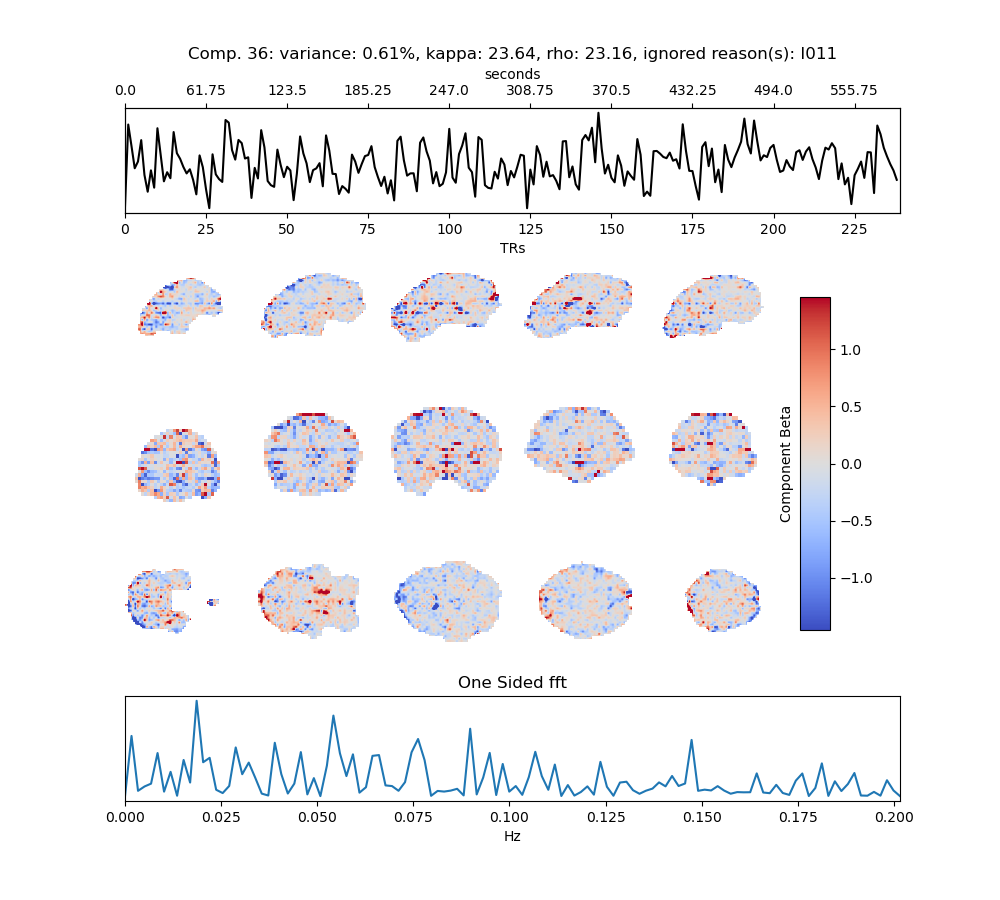 Comp. 36: variance: 0.61%, kappa: 23.64, rho: 23.16, ignored reason(s): I011
seconds
0.0 61.75 123.5 185.25 247.0 308.75 370.5 432.25 494.0 555.75
0 25 50 75 100 125 150 175 200 225
TRs
1.0
0.5
0.0
−0.5
−1.0
Component Beta
One Sided fft
0.000 0.025 0.050 0.075 0.100 0.125 0.150 0.175 0.200
Hz